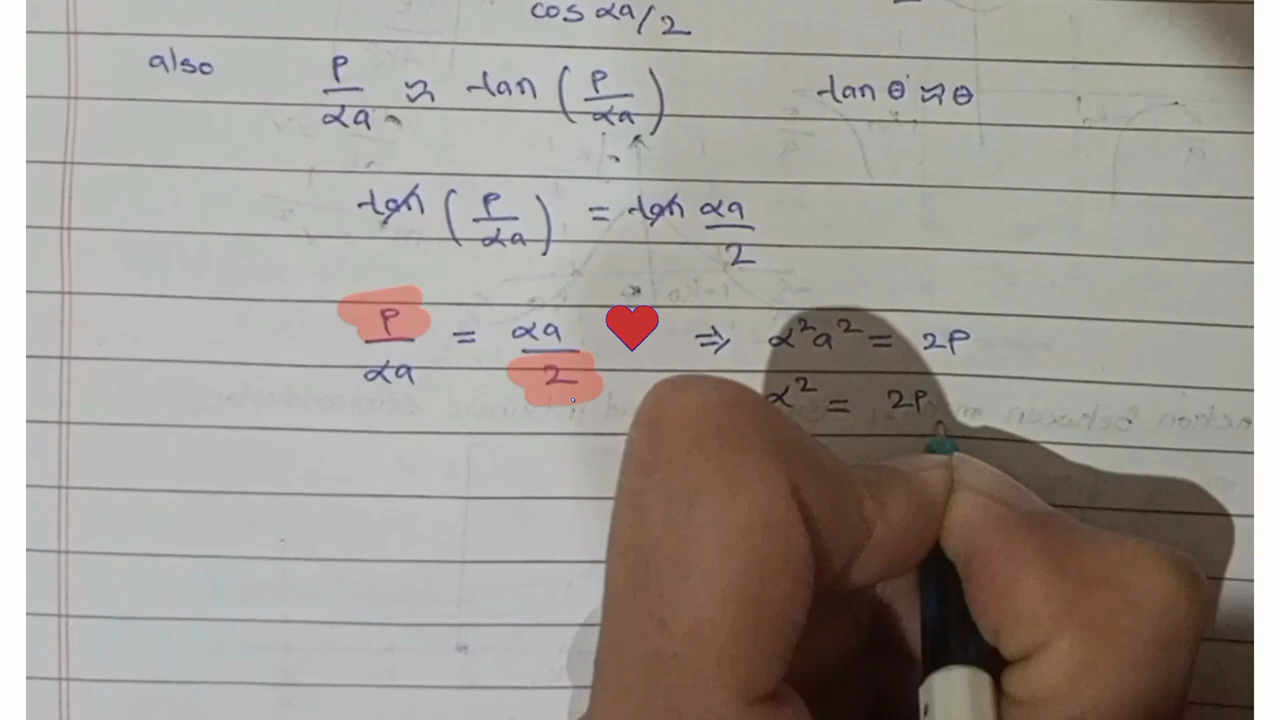 cos αa/2
also P/αa ≈ tan (P/αa) tan θ ≈ θ
tan (P/αa) = tan αa/2
P/αa = αa/2 ⇒ α²a² = 2P
α² = 2P